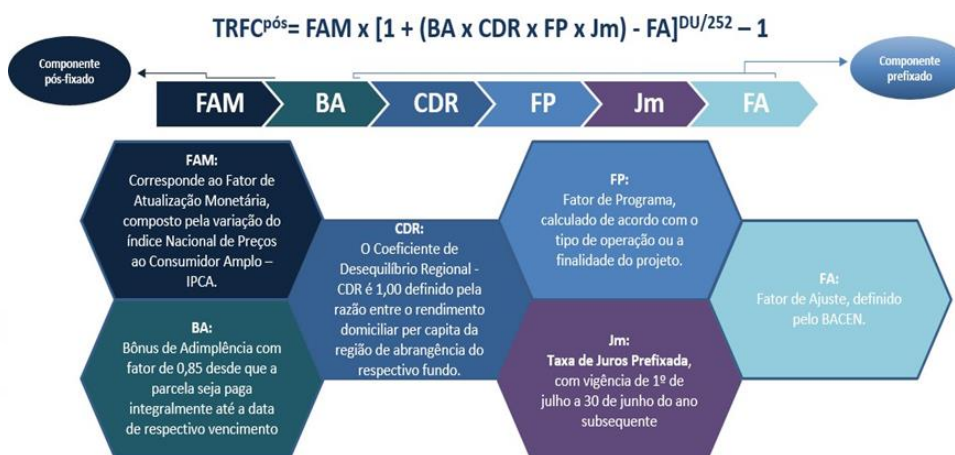 TRFCpós= FAM x [1 + (BA x CDR x FP x Jm) - FA]DU/252 – 1
Componente
pós-fixado
Componente
prefixado
FAM
BA
CDR
FP
Jm
FA
FAM:
Corresponde ao Fator de
Atualização Monetária,
composto pela variação do
índice Nacional de Preços
ao Consumidor Amplo –
IPCA.
BA:
Bônus de Adimplência com
fator de 0,85 desde que a
parcela seja paga
integralmente até a data
de respectivo vencimento
CDR:
O Coeficiente de
Desequilíbrio Regional -
CDR é 1,00 definido pela
razão entre o rendimento
domiciliar per capita da
região de abrangência do
respectivo fundo.
FP:
Fator de Programa,
calculado de acordo com o
tipo de operação ou a
finalidade do projeto.
Jm:
Taxa de Juros Prefixada,
com vigência de 1º de
julho a 30 de junho do ano
subsequente
FA:
Fator de Ajuste, definido
pelo BACEN.